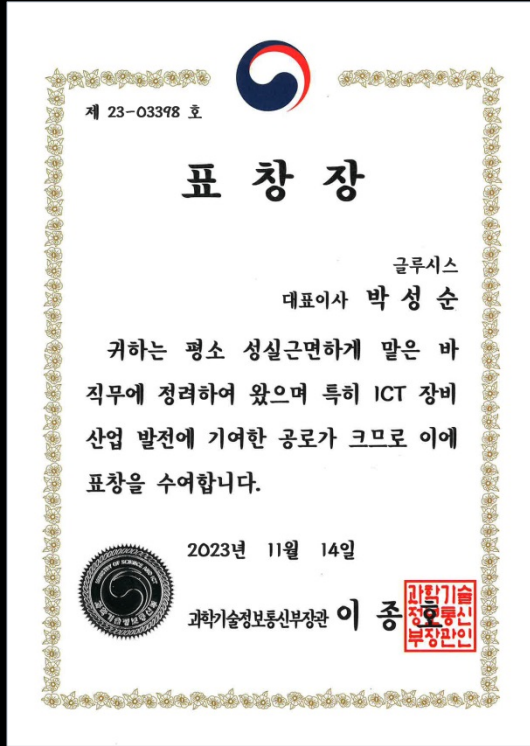 제 23-03398 호
표 창 장
글루시스
대표이사 박 성 순
귀하는 평소 성실근면하게 맡은 바
직무에 정려하여 왔으며 특히 ICT 장비
산업 발전에 기여한 공로가 크므로 이에
표창을 수여합니다.
2023년 11월 14일
MINISTRY OF SCIENCE AND ICT
과학기술정보통신부장관 이 종 호
과학기술
정보통신
부장관인